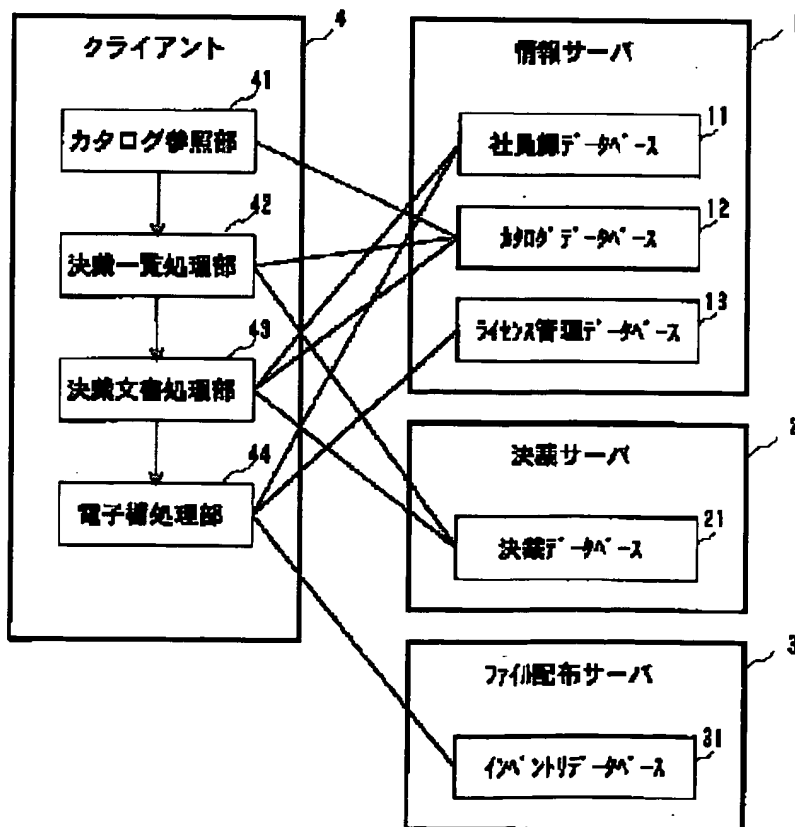 クライアント
4
41
カタログ参照部
42
決裁一覧処理部
43
決裁文書処理部
44
電子棚処理部
情報サーバ
1
11
社員録データベース
12
カタログデータベース
13
ライセンス管理データベース
決裁サーバ
2
21
決裁データベース
ファイル配布サーバ
3
31
インベントリデータベース